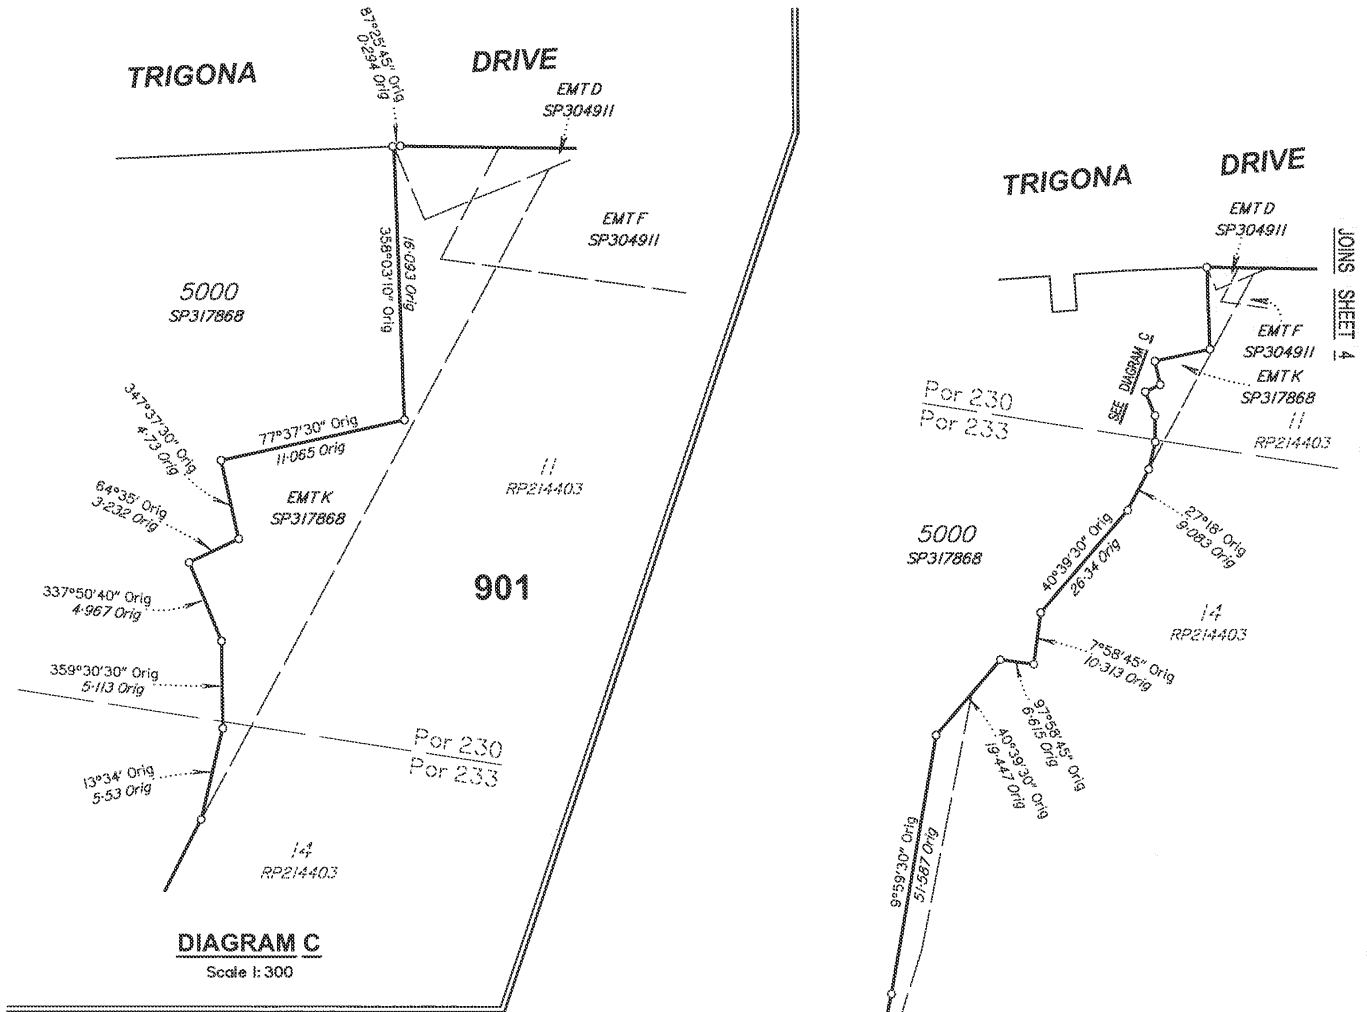 TRIGONA DRIVE
87°25'45" Orig
0·294 Orig
EMT D
SP304911
EMT F
SP304911
16·093 Orig
358°03'10" Orig
5000
SP317868
347°37'30" Orig
4·73 Orig
77°37'30" Orig
11·065 Orig
64°35' Orig
3·232 Orig
EMT K
SP317868
11
RP214403
901
337°50'40" Orig
4·967 Orig
359°30'30" Orig
5·113 Orig
Por 230
Por 233
13°34' Orig
5·53 Orig
14
RP214403
DIAGRAM C
Scale 1:300
TRIGONA DRIVE
EMT D
SP304911
JOINS SHEET 4
EMT F
SP304911
EMT K
SP317868
SEE DIAGRAM C
Por 230
Por 233
11
RP214403
27°18' Orig
9·083 Orig
5000
SP317868
40°39'30" Orig
26·34 Orig
14
RP214403
7°58'45" Orig
10·313 Orig
97°58'45" Orig
6·615 Orig
40°39'30" Orig
19·447 Orig
9°59'30" Orig
51·587 Orig